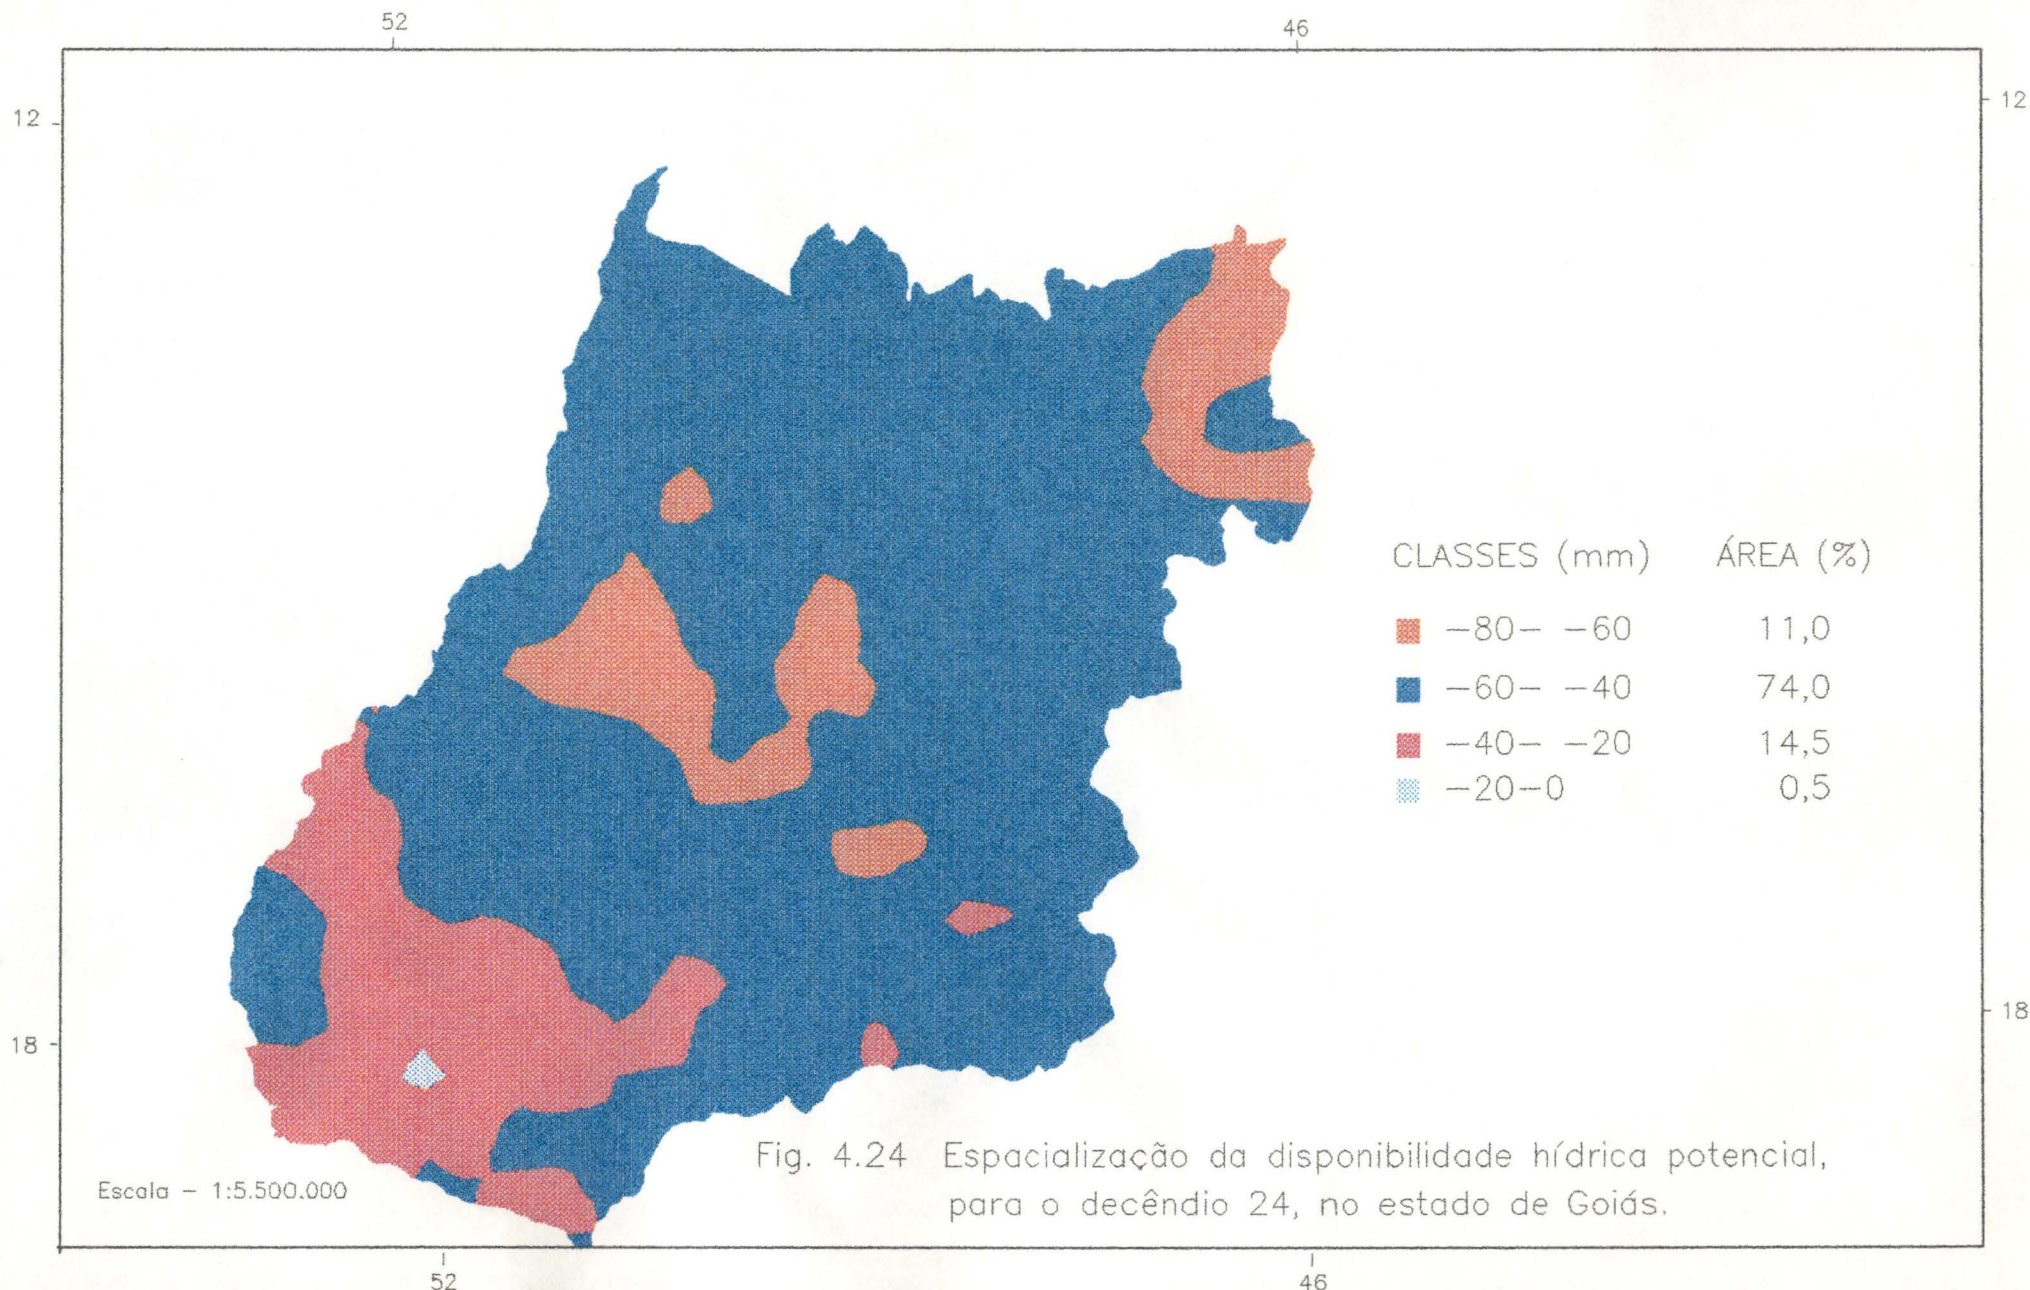 52 46
12 12
CLASSES (mm) ÁREA (%)
-80- -60 11,0
-60- -40 74,0
-40- -20 14,5
-20-0 0,5
18 18
Fig. 4.24 Espacialização da disponibilidade hídrica potencial,
para o decêndio 24, no estado de Goiás.
Escala - 1:5.500.000
52 46